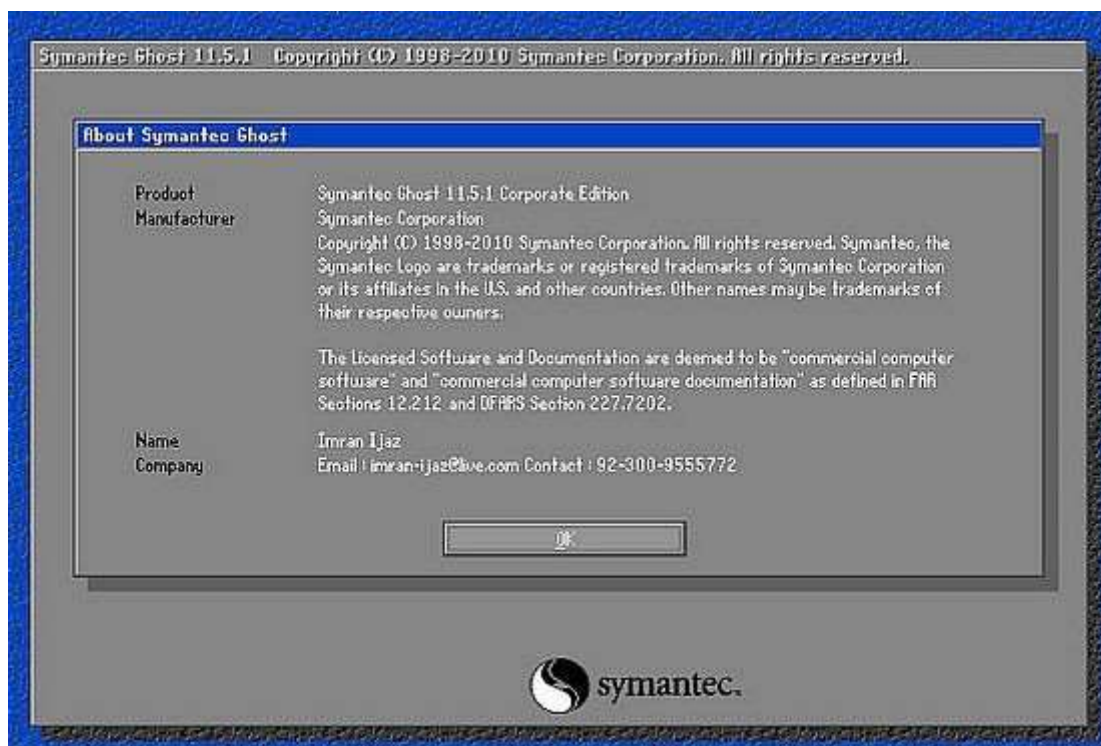 Symantec Ghost 11.5.1 Copyright (C) 1998-2010 Symantec Corporation. All rights reserved.
About Symantec Ghost
Product Symantec Ghost 11.5.1 Corporate Edition
Manufacturer Symantec Corporation
Copyright (C) 1998-2010 Symantec Corporation. All rights reserved. Symantec, the
Symantec Logo are trademarks or registered trademarks of Symantec Corporation
or its affiliates in the U.S. and other countries. Other names may be trademarks of
their respective owners.
The Licensed Software and Documentation are deemed to be "commercial computer
software" and "commercial computer software documentation" as defined in FAR
Sections 12.212 and DFARS Section 227.7202.
Name Imran Ijaz
Company Email : imran-ijaz@live.com Contact : 92-300-9555772
OK
symantec.